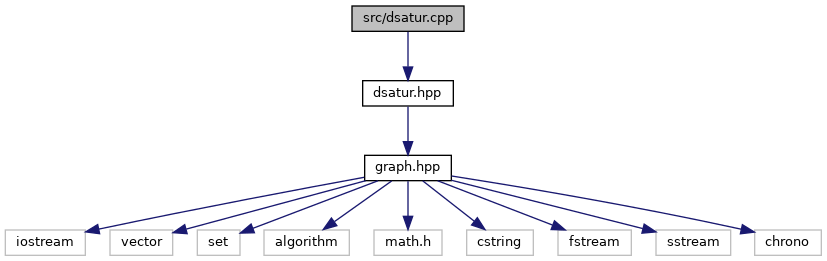 src/dsatur.cpp
dsatur.hpp
graph.hpp
iostream
vector
set
algorithm
math.h
cstring
fstream
sstream
chrono